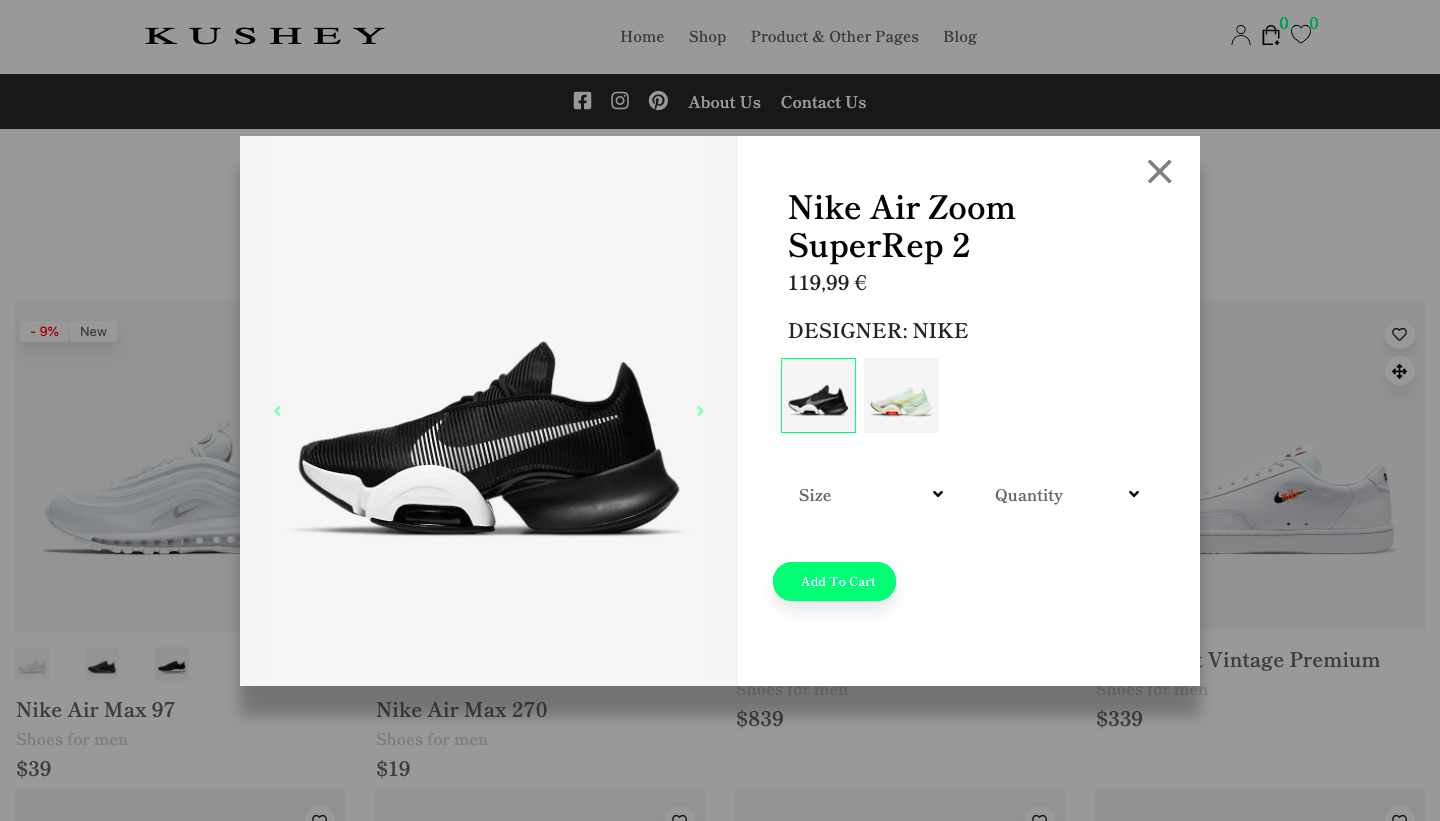 KUSHEY
Home Shop Product & Other Pages Blog
0 0
About Us Contact Us
Nike Air Zoom
SuperRep 2
119,99 €
DESIGNER: NIKE
Size Quantity
Add To Cart
- 9% New
Vintage Premium
Shoes for men Shoes for men
$839 $339
Nike Air Max 97 Nike Air Max 270
Shoes for men Shoes for men
$39 $19